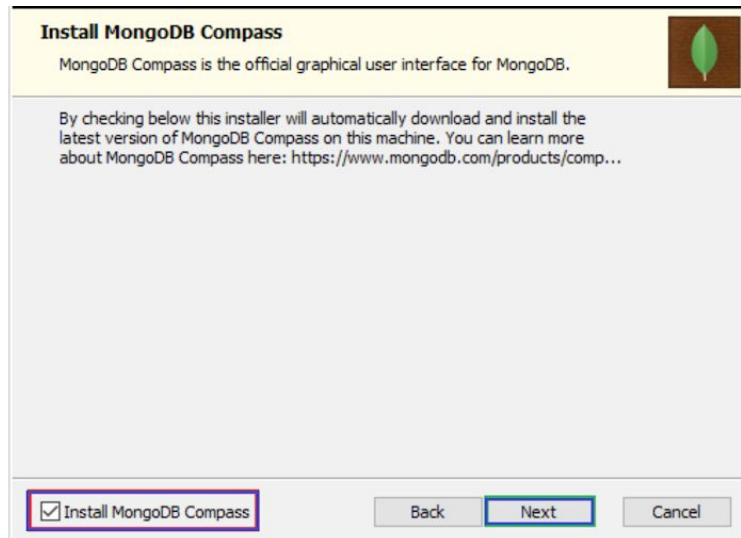 Install MongoDB Compass
MongoDB Compass is the official graphical user interface for MongoDB.
By checking below this installer will automatically download and install the
latest version of MongoDB Compass on this machine. You can learn more
about MongoDB Compass here: https://www.mongodb.com/products/comp...
Install MongoDB Compass
Back
Next
Cancel